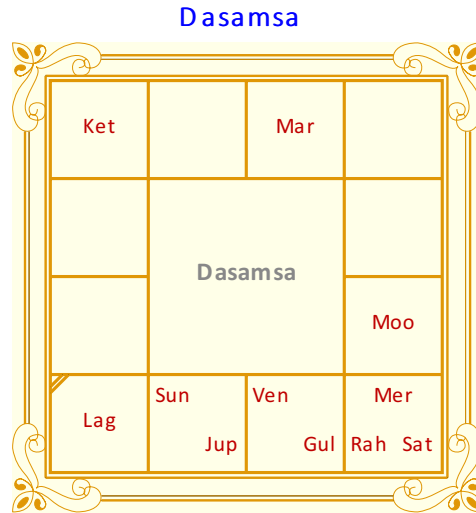 Dasamsa
Ket Mar
Dasamsa
Moo
Sun Ven Mer
Lag
Jup Gul Rah Sat